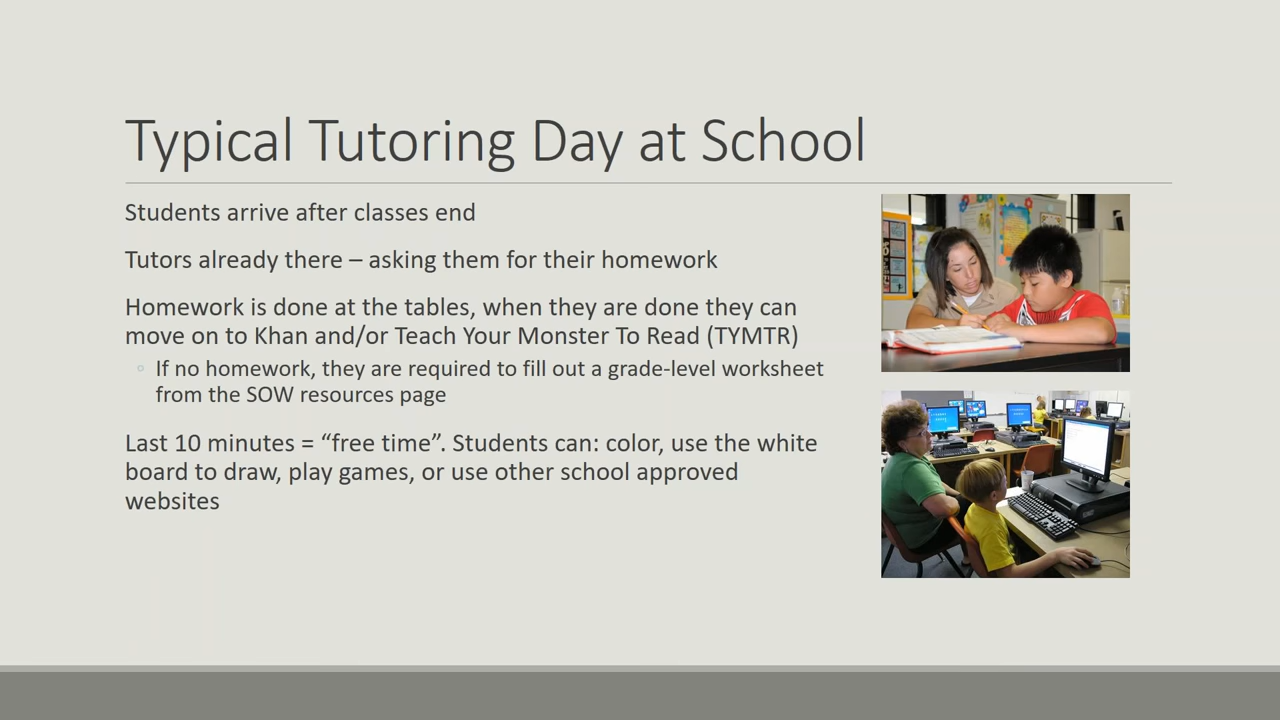 Typical Tutoring Day at School
Students arrive after classes end
Tutors already there – asking them for their homework
Homework is done at the tables, when they are done they can
move on to Khan and/or Teach Your Monster To Read (TYMTR)
If no homework, they are required to fill out a grade-level worksheet
from the SOW resources page
Last 10 minutes = “free time”. Students can: color, use the white
board to draw, play games, or use other school approved
websites